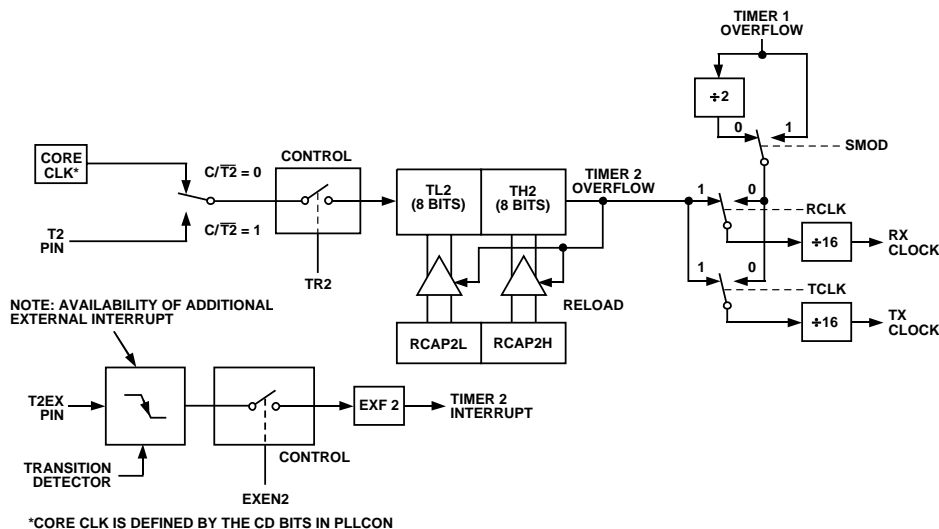 TIMER 1
OVERFLOW
÷2
0
1
SMOD
CORE
CLK*
C/T2̅ = 0
CONTROL
TL2
(8 BITS)
TH2
(8 BITS)
TIMER 2
OVERFLOW
1
0
RCLK
T2
PIN
C/T2̅ = 1
÷16
RX
CLOCK
TR2
1
0
TCLK
RELOAD
NOTE: AVAILABILITY OF ADDITIONAL
EXTERNAL INTERRUPT
RCAP2L
RCAP2H
÷16
TX
CLOCK
T2EX
PIN
EXF 2
TIMER 2
INTERRUPT
CONTROL
TRANSITION
DETECTOR
EXEN2
*CORE CLK IS DEFINED BY THE CD BITS IN PLLCON